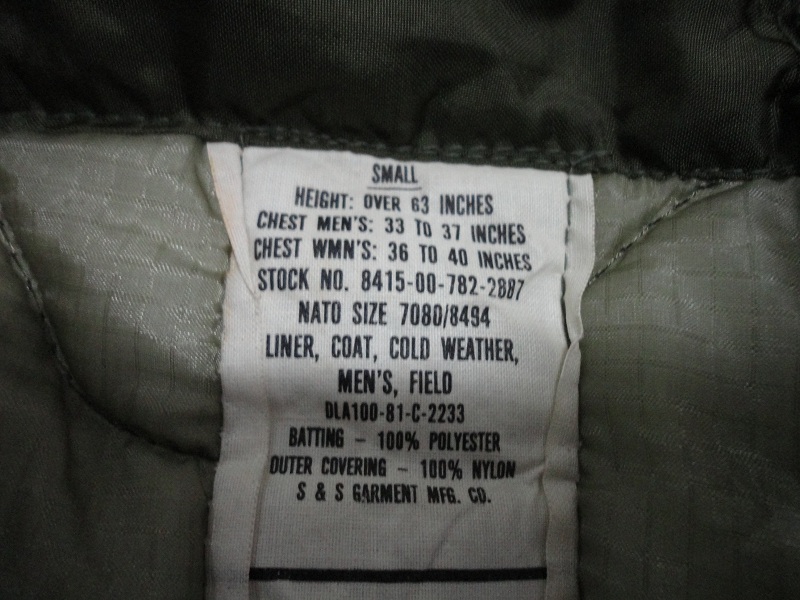 SMALL
HEIGHT: OVER 63 INCHES
CHEST MEN'S: 33 TO 37 INCHES
CHEST WMN'S: 36 TO 40 INCHES
STOCK NO. 8415-00-782-2887
NATO SIZE 7080/8494
LINER, COAT, COLD WEATHER,
MEN'S, FIELD
DLA100-81-C-2233
BATTING - 100% POLYESTER
OUTER COVERING - 100% NYLON
S & S GARMENT MFG. CO.